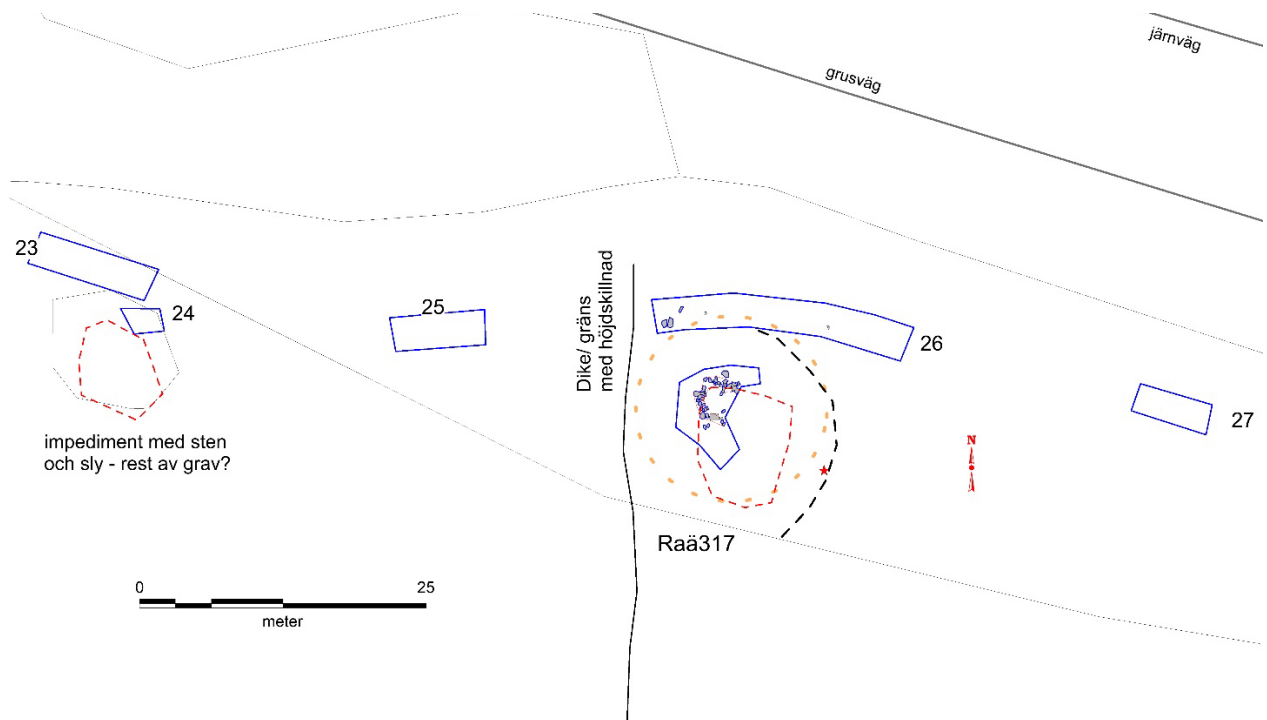 järnväg
grusväg
23
24
25
Dike/ gräns
med höjdskillnad
26
27
impediment med sten
och sly - rest av grav?
N
Raä317
0
25
meter